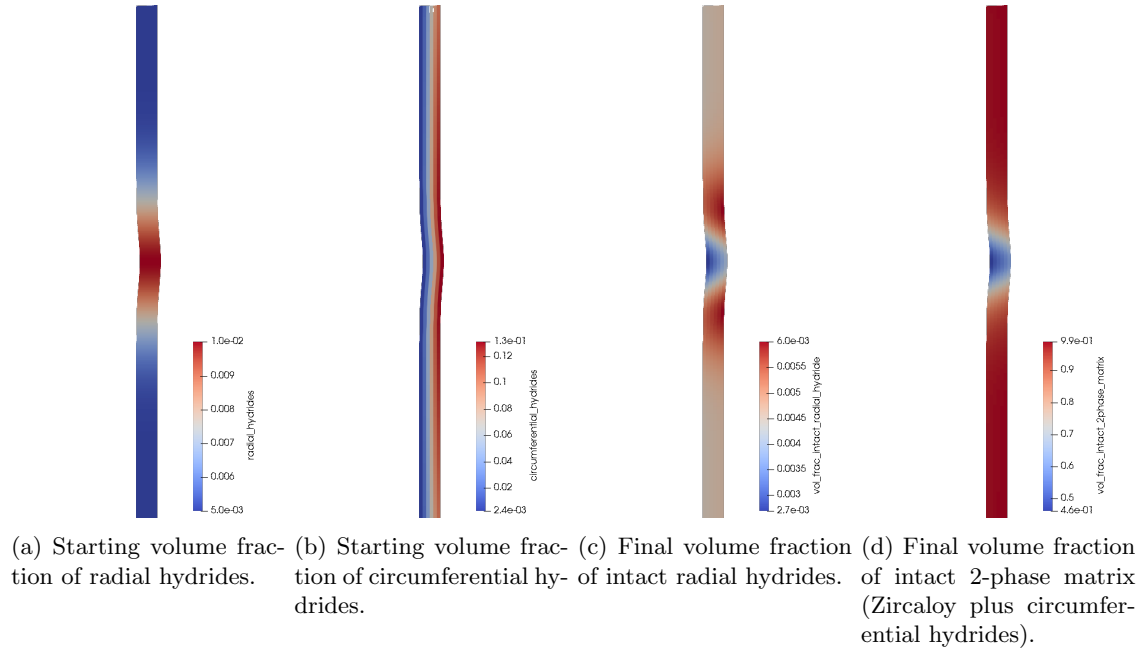 1.0e-02
0.009
0.008
0.007
0.006
5.0e-03
radial_hydrides
1.3e-01
0.12
0.1
0.08
0.06
0.04
0.02
2.4e-03
circumferential_hydrides
6.0e-03
0.0055
0.005
0.0045
0.004
0.0035
0.003
2.7e-03
vol_frac_intact_radial_hydride
9.9e-01
0.9
0.8
0.7
0.6
0.5
4.6e-01
vol_frac_intact_2phase_matrix
(a) Starting volume frac-
tion of radial hydrides.
(b) Starting volume frac-
tion of circumferential hy-
drides.
(c) Final volume fraction
of intact radial hydrides.
(d) Final volume fraction
of intact 2-phase matrix
(Zircaloy plus circumfer-
ential hydrides).